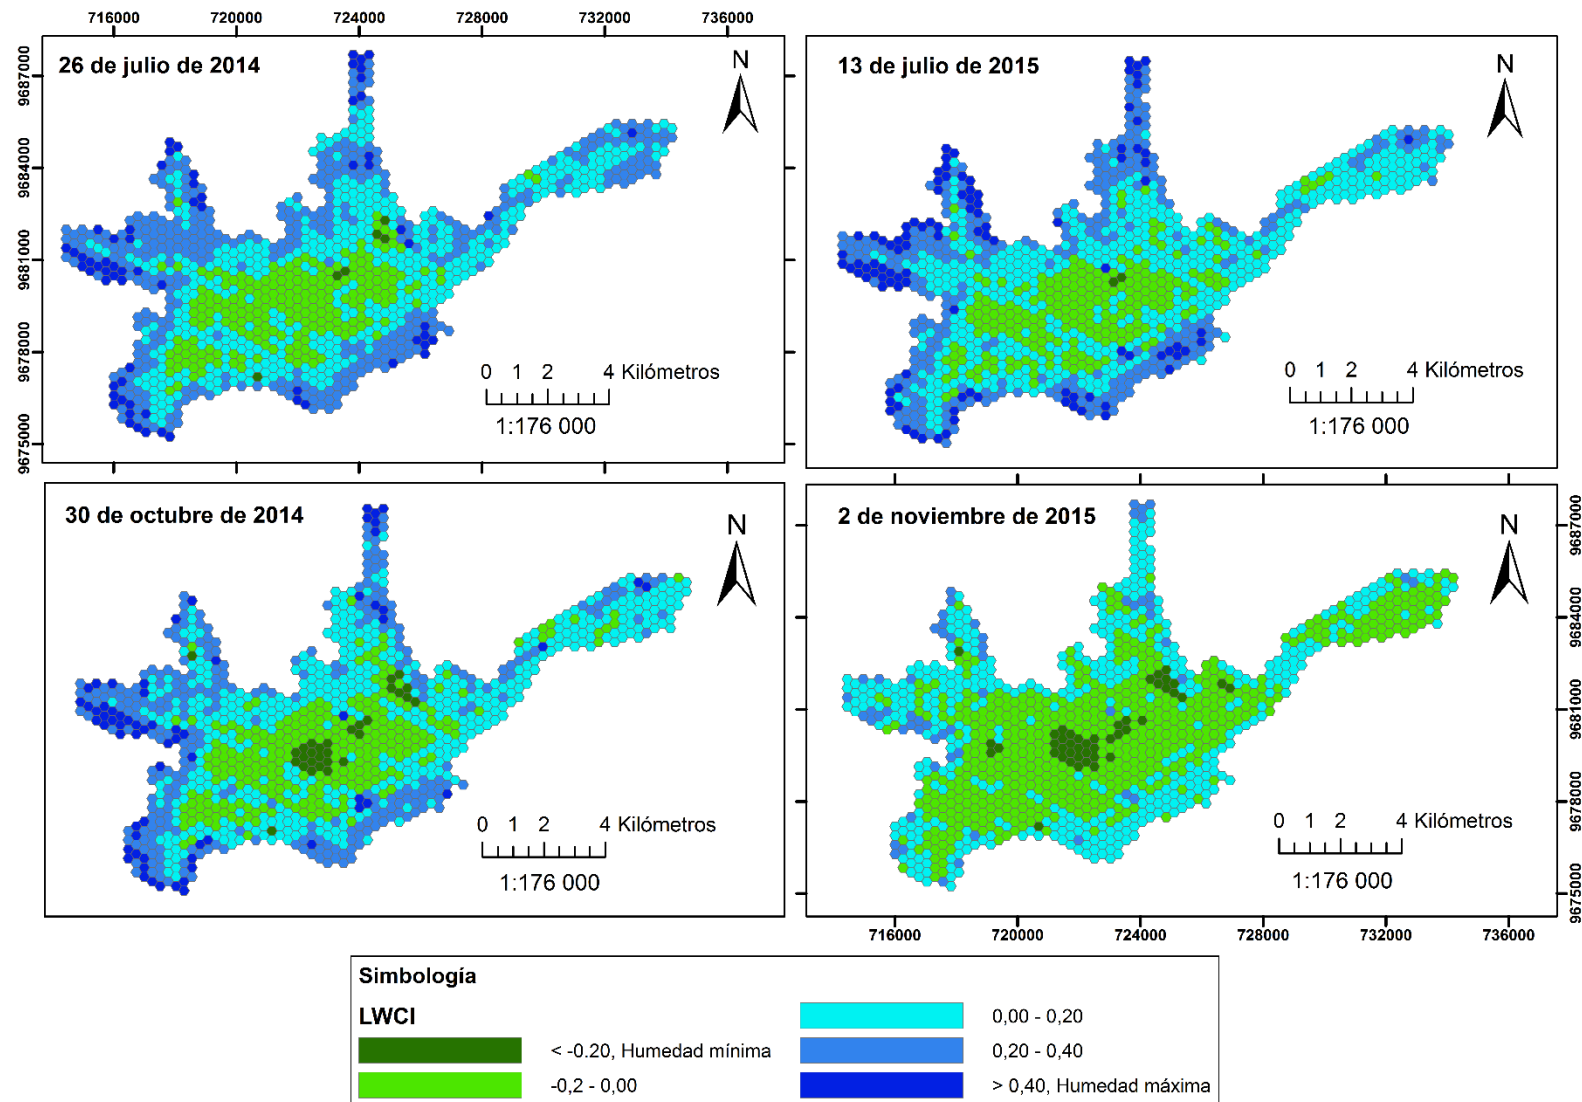 716000 720000 724000 728000 732000 736000
26 de julio de 2014
N
9687000
9684000
9681000
9678000
9675000
0 1 2 4 Kilómetros
1:176 000
13 de julio de 2015
N
0 1 2 4 Kilómetros
1:176 000
30 de octubre de 2014
N
0 1 2 4 Kilómetros
1:176 000
2 de noviembre de 2015
N
9687000
9684000
9681000
9678000
9675000
0 1 2 4 Kilómetros
1:176 000
716000 720000 724000 728000 732000 736000
Simbología
LWCI
< -0.20, Humedad mínima
-0,2 - 0,00
0,00 - 0,20
0,20 - 0,40
> 0,40, Humedad máxima